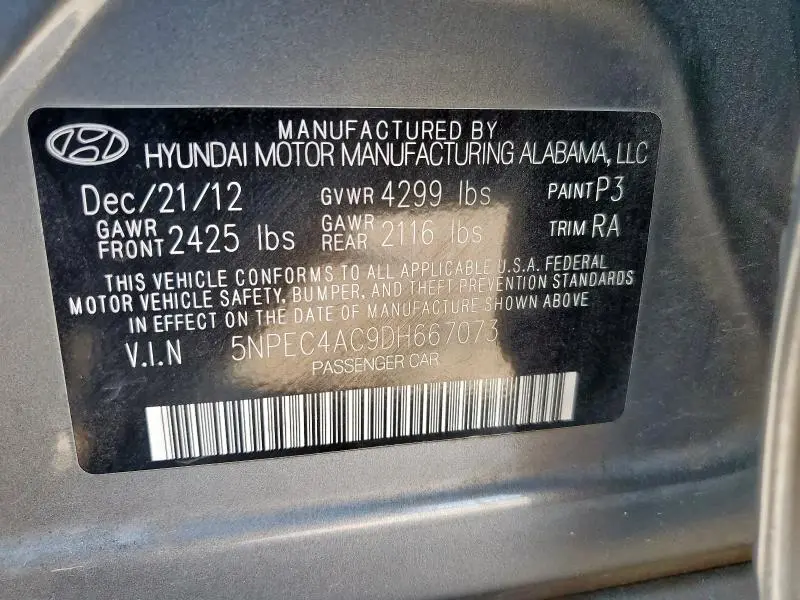 MANUFACTURED BY
HYUNDAI MOTOR MANUFACTURING ALABAMA, LLC
Dec/21/12 GVWR 4299 lbs PAINT P3
GAWR FRONT 2425 lbs GAWR REAR 2116 lbs TRIM RA
THIS VEHICLE CONFORMS TO ALL APPLICABLE U.S.A. FEDERAL
MOTOR VEHICLE SAFETY, BUMPER, AND THEFT PREVENTION STANDARDS
IN EFFECT ON THE DATE OF MANUFACTURE SHOWN ABOVE
V.I.N 5NPEC4AC9DH667073
PASSENGER CAR